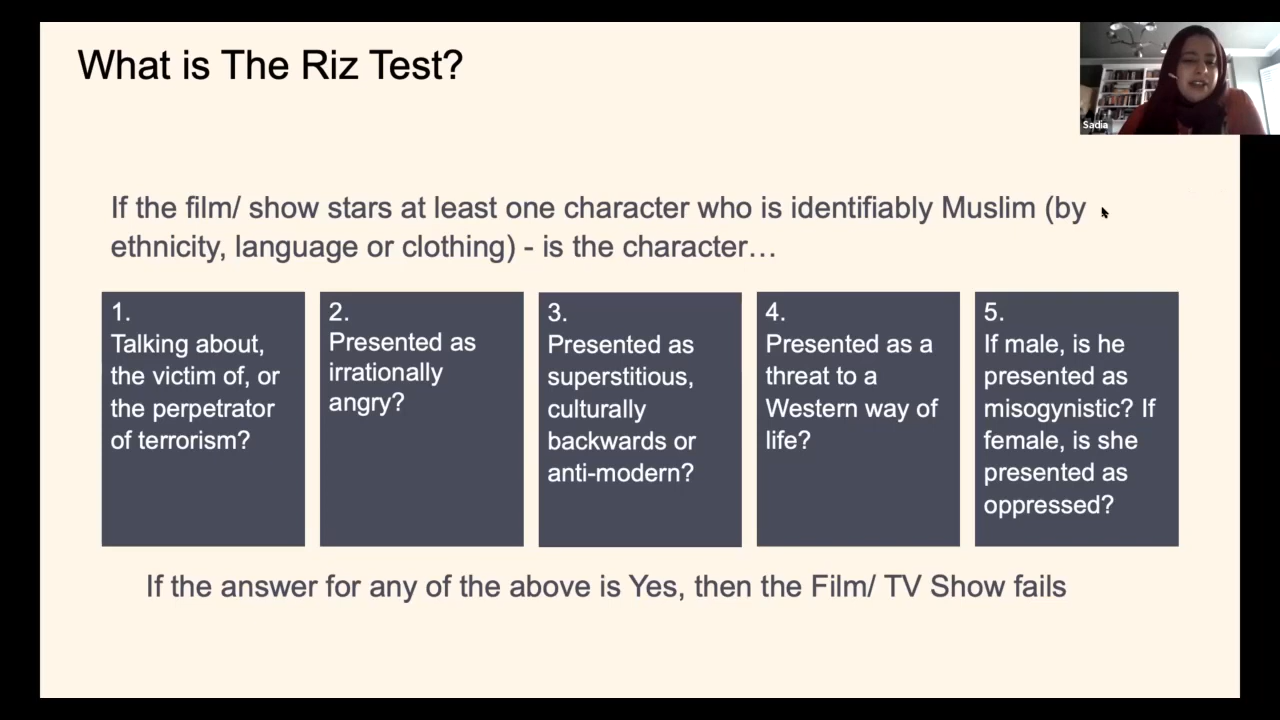 What is The Riz Test?
Sadia
If the film/ show stars at least one character who is identifiably Muslim (by
ethnicity, language or clothing) - is the character…
1.
Talking about,
the victim of, or
the perpetrator
of terrorism?
2.
Presented as
irrationally
angry?
3.
Presented as
superstitious,
culturally
backwards or
anti-modern?
4.
Presented as a
threat to a
Western way of
life?
5.
If male, is he
presented as
misogynistic? If
female, is she
presented as
oppressed?
If the answer for any of the above is Yes, then the Film/ TV Show fails